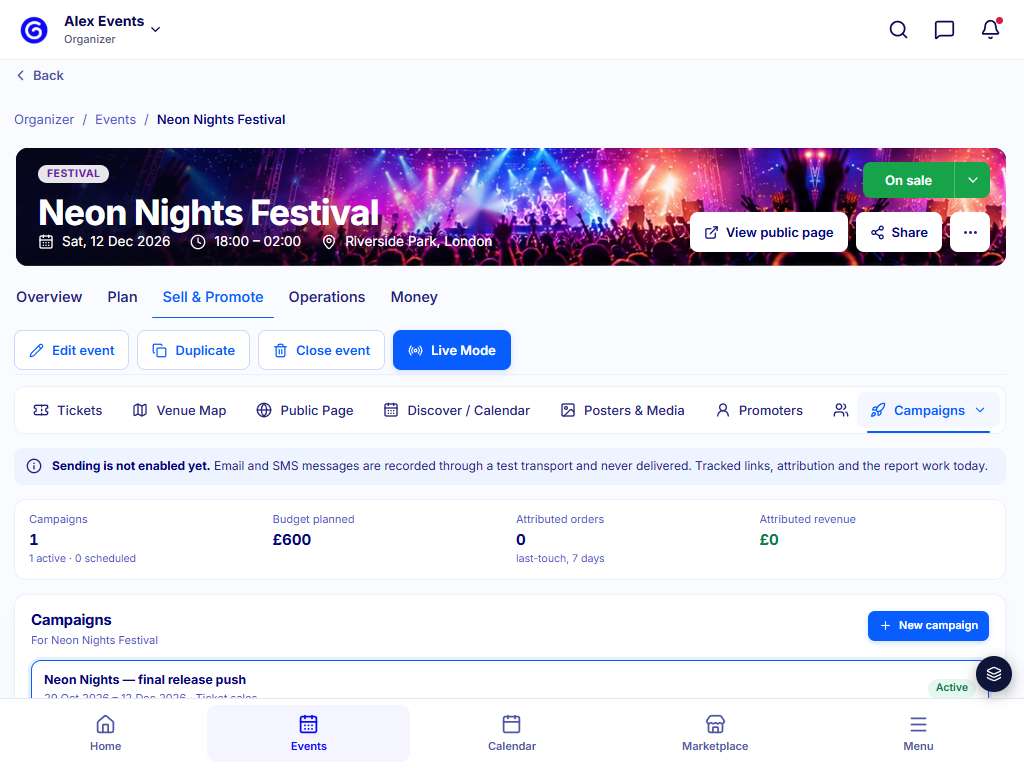 Alex Events
Organizer
Back
Organizer / Events / Neon Nights Festival
FESTIVAL
On sale
Neon Nights Festival
Sat, 12 Dec 2026 18:00 – 02:00 Riverside Park, London
View public page Share
Overview Plan Sell & Promote Operations Money
Edit event Duplicate Close event Live Mode
Tickets Venue Map Public Page Discover / Calendar Posters & Media Promoters Campaigns
Sending is not enabled yet. Email and SMS messages are recorded through a test transport and never delivered. Tracked links, attribution and the report work today.
Campaigns Budget planned Attributed orders Attributed revenue
1 £600 0 £0
1 active · 0 scheduled last-touch, 7 days
Campaigns
For Neon Nights Festival
New campaign
Neon Nights — final release push
Active
Home Events Calendar Marketplace Menu